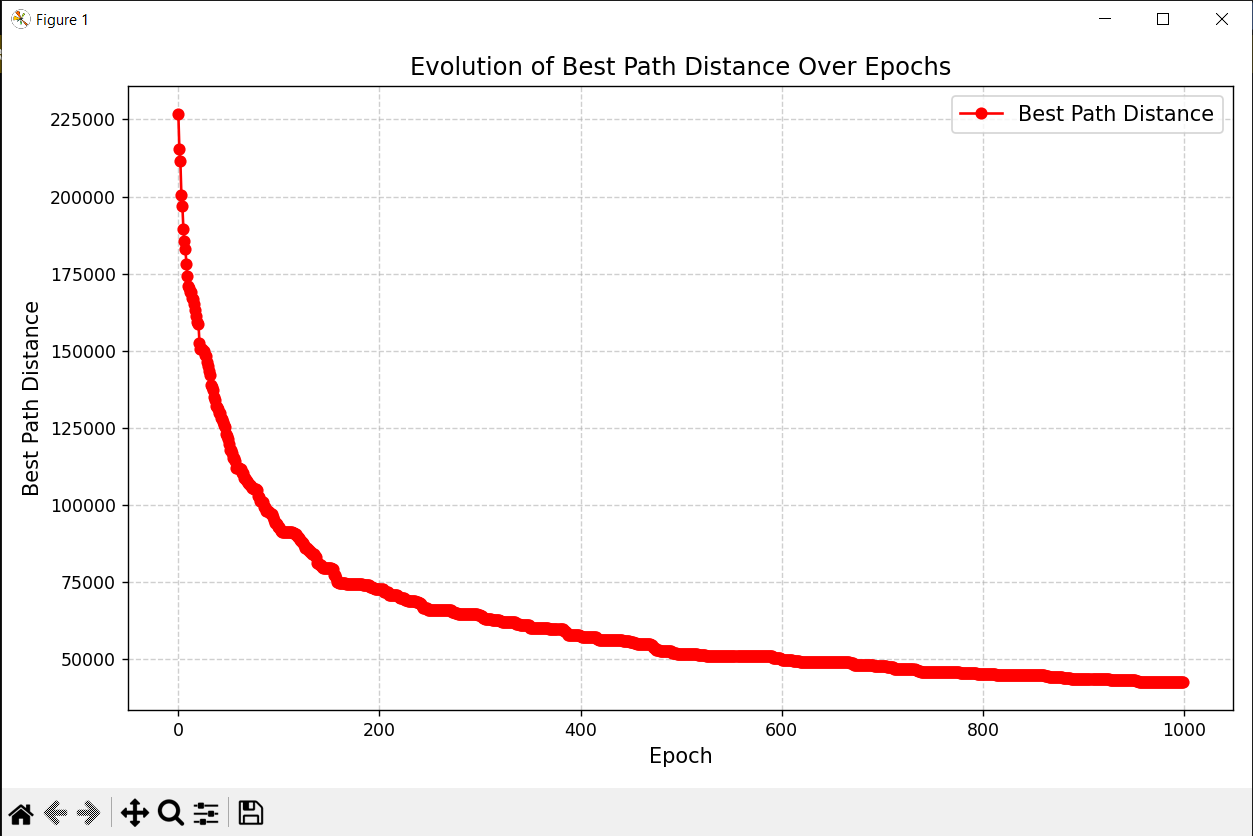 Figure 1
Evolution of Best Path Distance Over Epochs
Best Path Distance
225000
200000
175000
150000
125000
100000
75000
50000
Best Path Distance
0 200 400 600 800 1000
Epoch